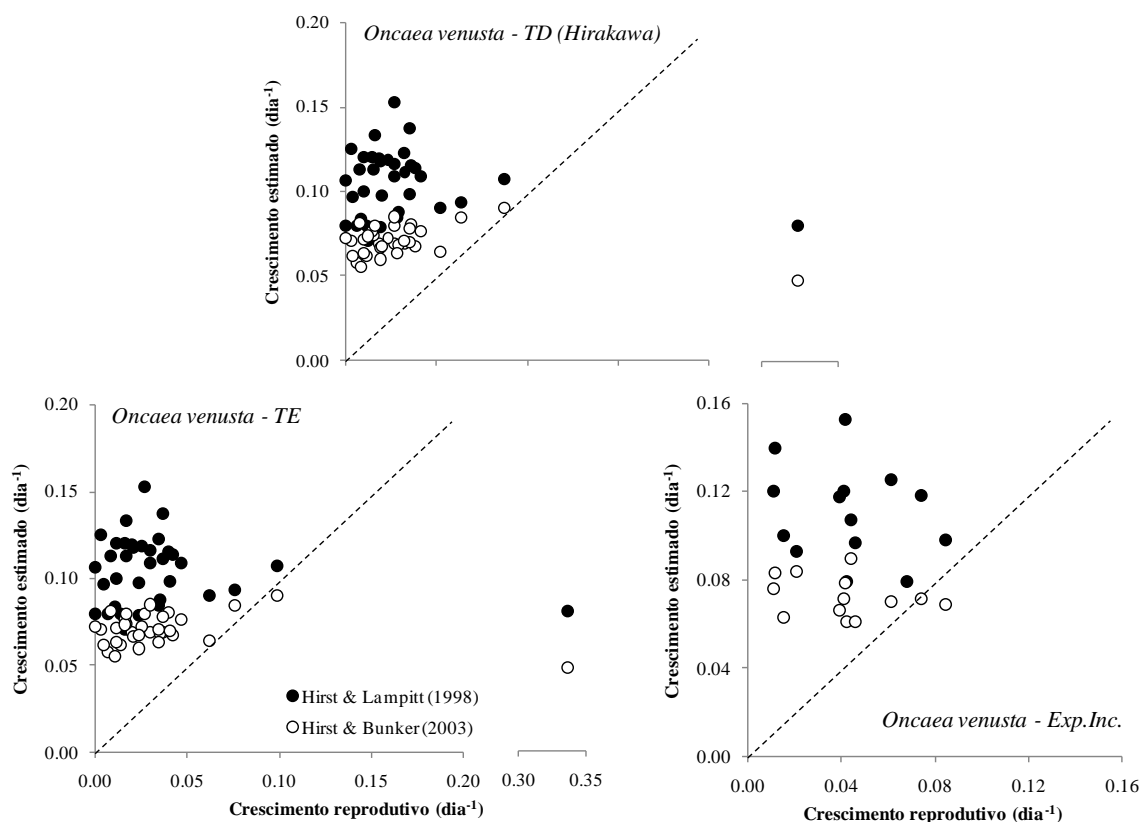 Oncaea venusta - TD (Hirakawa)
Crescimento estimado (dia-1)
0.20
0.15
0.10
0.05
0.00
Oncaea venusta - TE
Crescimento estimado (dia-1)
0.20
0.15
0.10
0.05
0.00
Hirst & Lampitt (1998)
Hirst & Bunker (2003)
0.00 0.05 0.10 0.15 0.20 0.30 0.35
Crescimento reprodutivo (dia-1)
Crescimento estimado (dia-1)
0.16
0.12
0.08
0.04
0.00
Oncaea venusta - Exp.Inc.
0.00 0.04 0.08 0.12 0.16
Crescimento reprodutivo (dia-1)